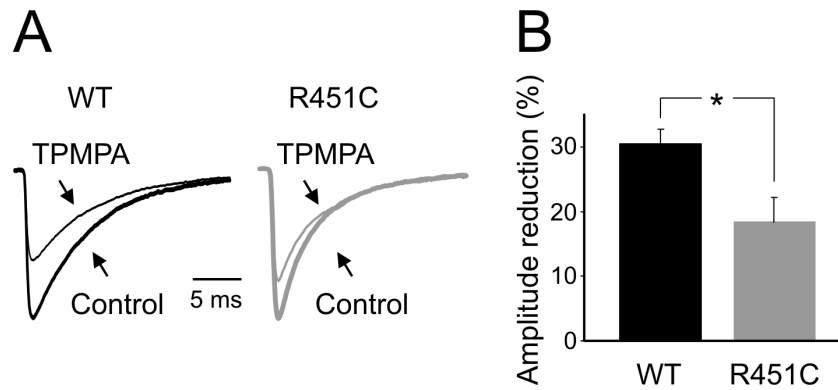 A
WT
R451C
TPMPA
TPMPA
Control
Control
5 ms
B
Amplitude reduction (%)
30
20
10
0
*
WT
R451C